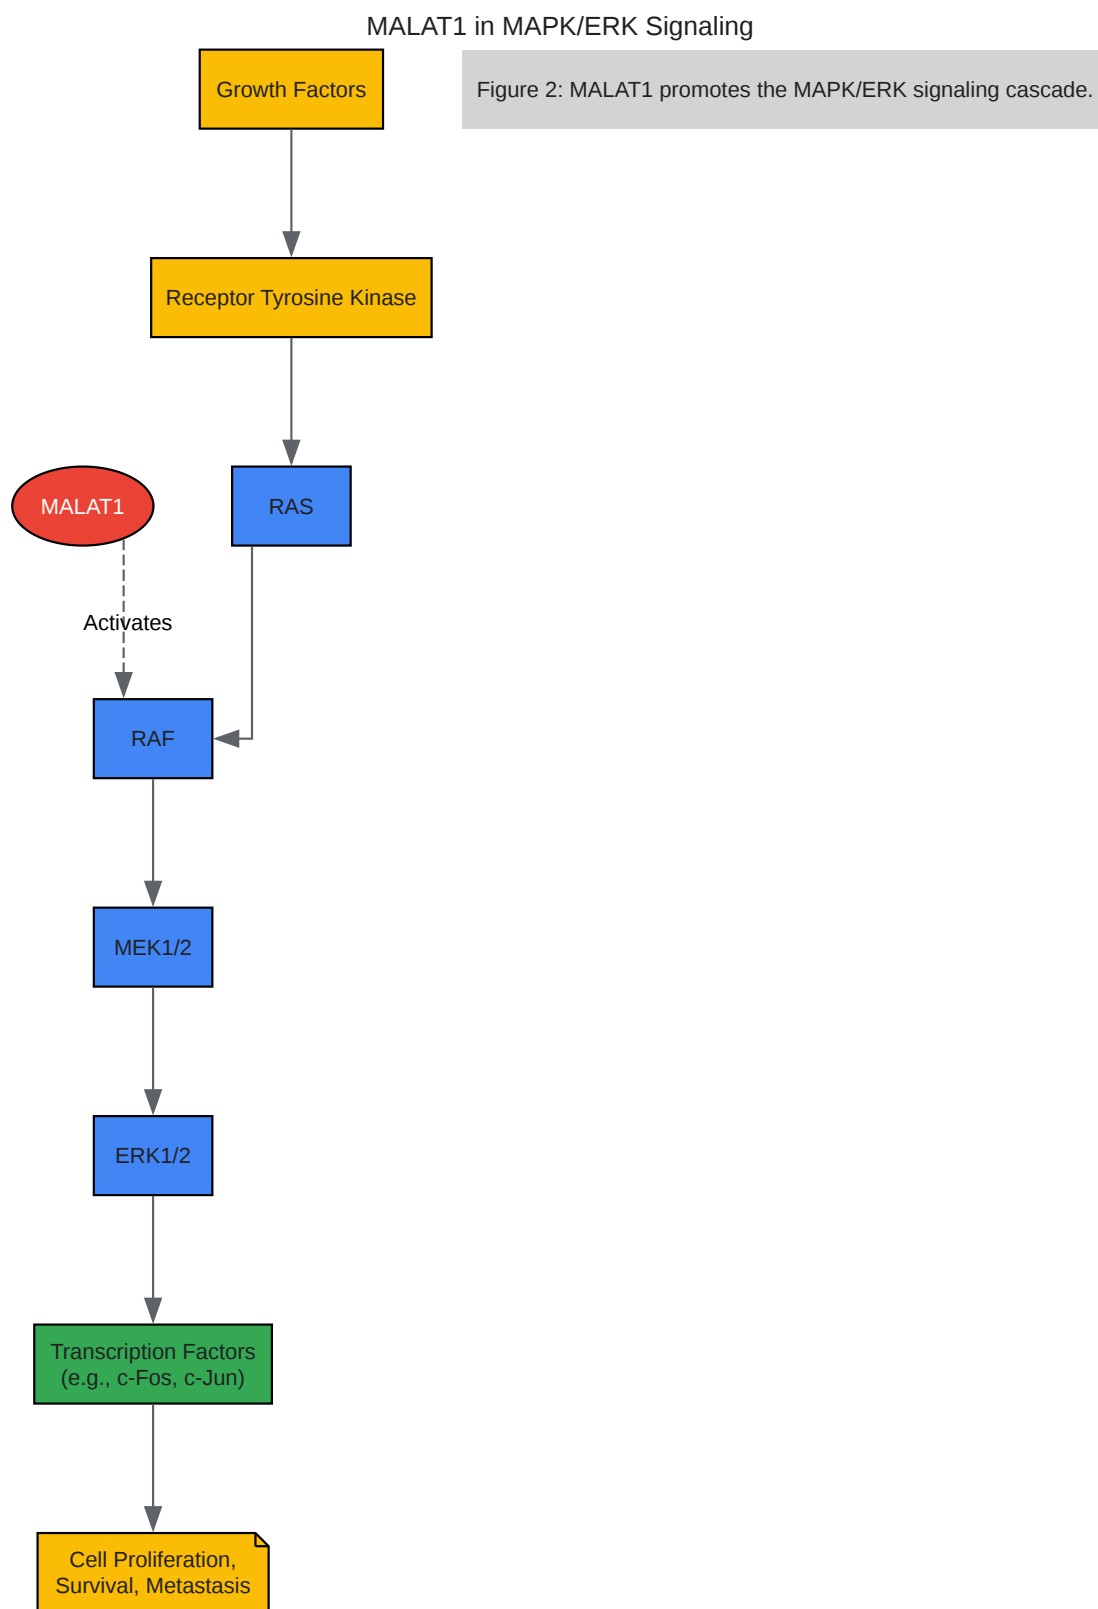 MALAT1 in MAPK/ERK Signaling
Growth Factors
Figure 2: MALAT1 promotes the MAPK/ERK signaling cascade.
Receptor Tyrosine Kinase
MALAT1
RAS
Activates
RAF
MEK1/2
ERK1/2
Transcription Factors
(e.g., c-Fos, c-Jun)
Cell Proliferation,
Survival, Metastasis